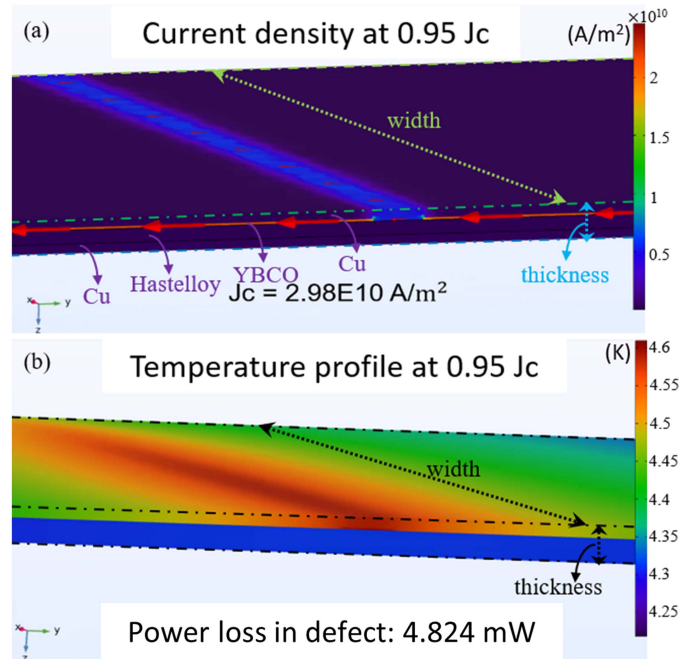 (a)
Current density at 0.95 Jc
×10¹⁰
(A/m²)
2
1.5
1
0.5
width
Cu
Hastelloy
YBCO
Cu
thickness
Jc = 2.98E10 A/m²
x
y
z
(b)
Temperature profile at 0.95 Jc
(K)
4.6
4.55
4.5
4.45
4.4
4.35
4.3
4.25
width
thickness
x
y
z
Power loss in defect: 4.824 mW